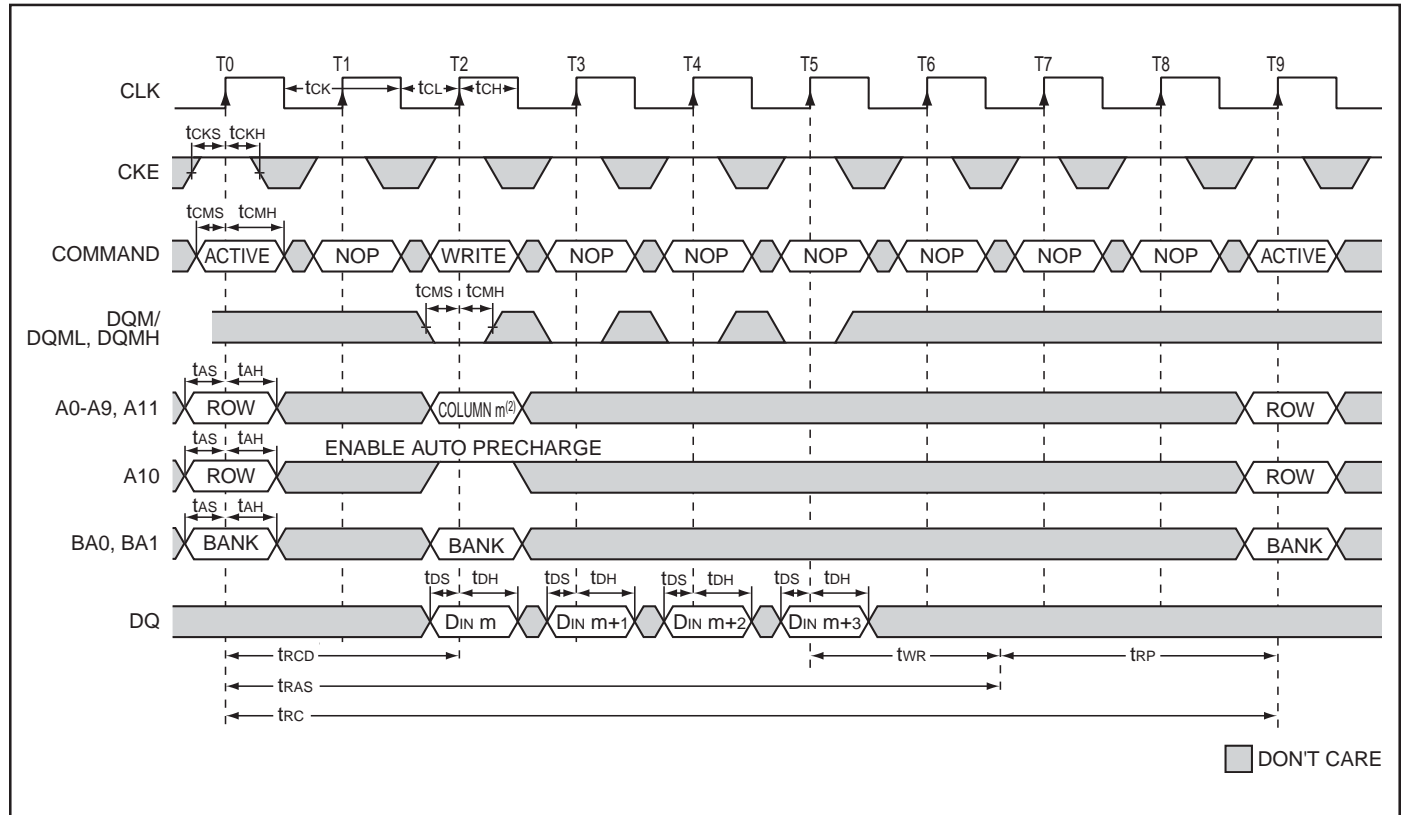 T0 T1 T2 T3 T4 T5 T6 T7 T8 T9
CLK tCK tCL tCH
tCKS tCKH
CKE
tCMS tCMH
COMMAND ACTIVE NOP WRITE NOP NOP NOP NOP NOP NOP ACTIVE
tCMS tCMH
DQM/
DQML, DQMH
tAS tAH
A0-A9, A11 ROW COLUMN m(2) ROW
tAS tAH ENABLE AUTO PRECHARGE
A10 ROW ROW
tAS tAH
BA0, BA1 BANK BANK BANK
tDS tDH tDS tDH tDS tDH tDS tDH
DQ DIN m DIN m+1 DIN m+2 DIN m+3
tRCD tWR tRP
tRAS
tRC
DON'T CARE